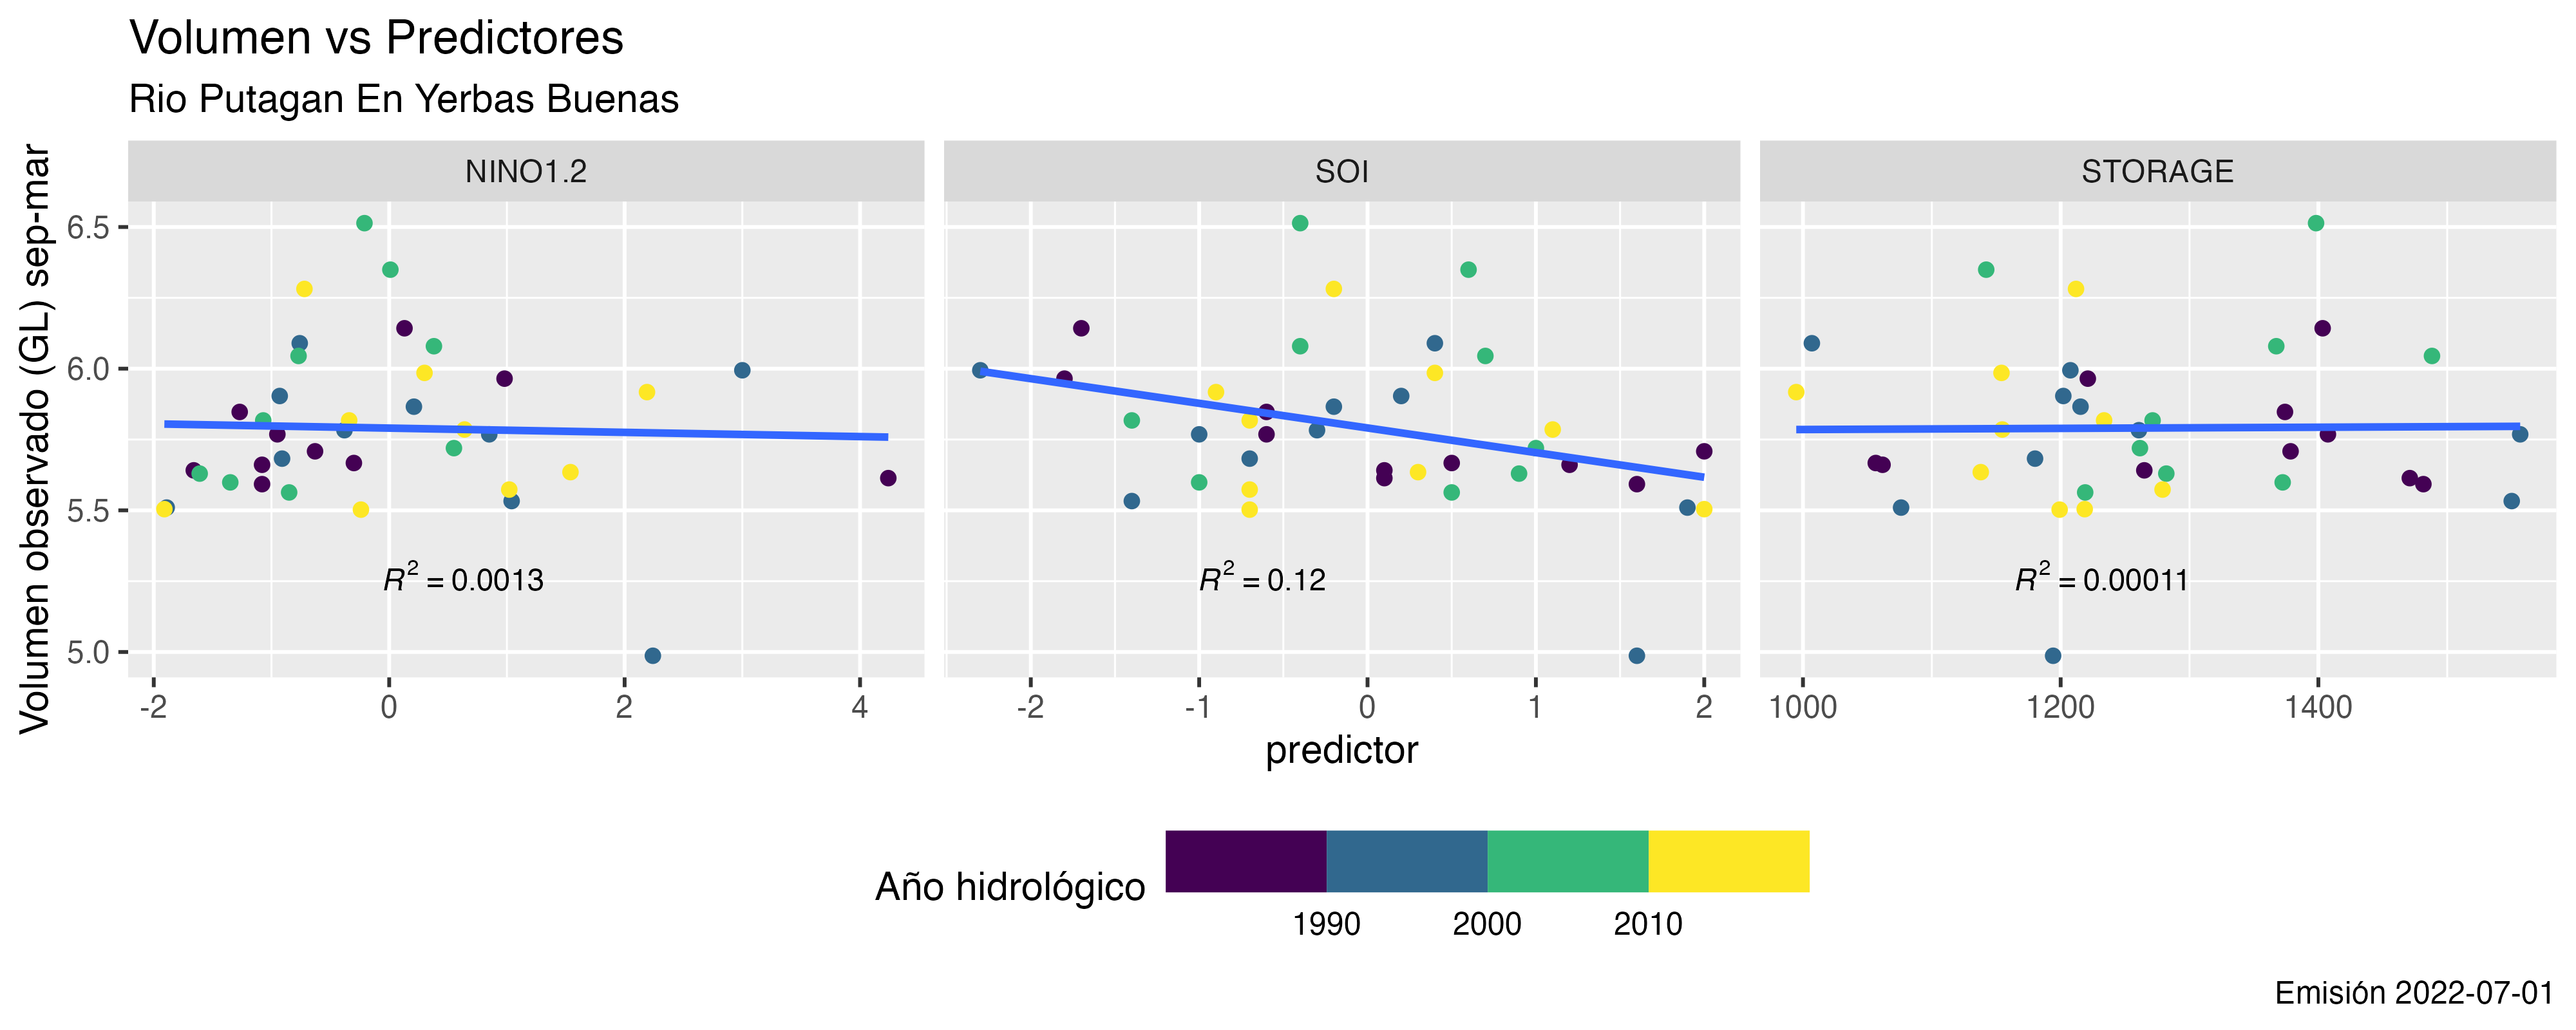 Volumen vs Predictores
Rio Putagan En Yerbas Buenas
NINO1.2 SOI STORAGE
Volumen observado (GL) sep-mar
6.5
6.0
5.5
5.0
R² = 0.0013 R² = 0.12 R² = 0.00011
-2 0 2 4 -2 -1 0 1 2 1000 1200 1400
predictor
Año hidrológico
1990 2000 2010
Emisión 2022-07-01